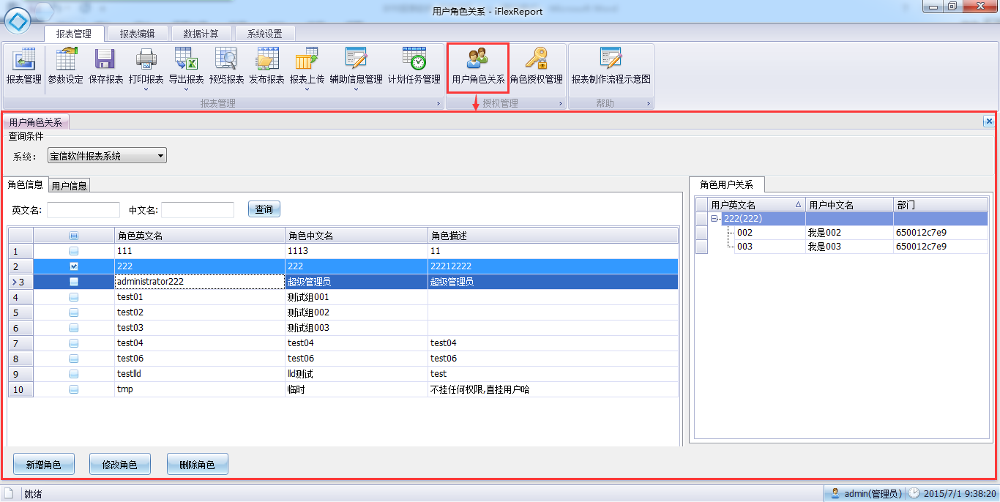 用户角色关系 - iFlexReport
报表管理 报表编辑 数据计算 系统设置
报表管理 参数设定 保存报表 打印报表 导出报表 预览报表 发布报表 报表上传 辅助信息管理 计划任务管理 用户角色关系 角色授权管理 报表制作流程示意图
报表管理 授权管理 帮助
用户角色关系
查询条件
系统: 宝信软件报表系统
角色信息 用户信息
英文名: 中文名: 查询
角色英文名 角色中文名 角色描述
1 111 1113 11
2 222 222 22212222
3 administrator222 超级管理员 超级管理员
4 test01 测试组001
5 test02 测试组002
6 test03 测试组003
7 test04 test04 test04
8 test06 test06 test06
9 testlld lld测试 test
10 tmp 临时 不挂任何权限,直挂用户哈
角色用户关系
用户英文名 用户中文名 部门
222(222)
002 我是002 650012c7e9
003 我是003 650012c7e9
新增角色 修改角色 删除角色
就绪 admin(管理员) 2015/7/1 9:38:20